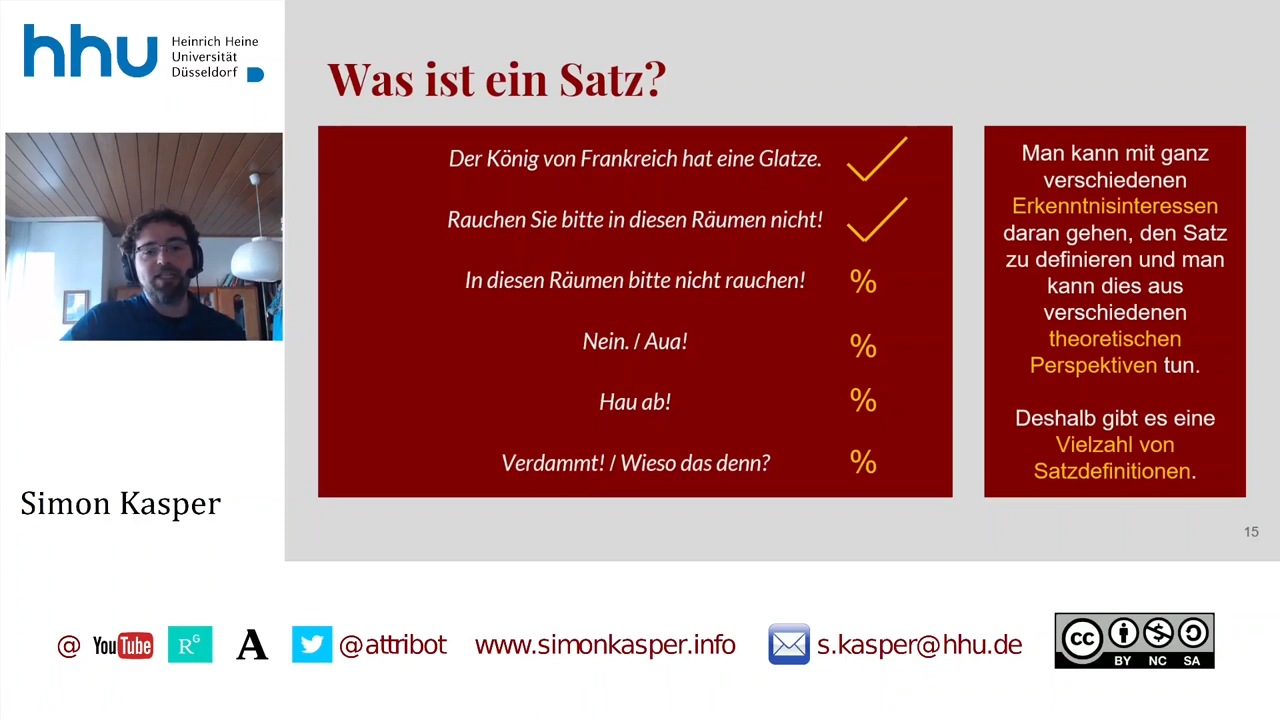 hhu
Heinrich Heine
Universität
Düsseldorf
Was ist ein Satz?
Der König von Frankreich hat eine Glatze.
Rauchen Sie bitte in diesen Räumen nicht!
In diesen Räumen bitte nicht rauchen! %
Nein. / Aua! %
Hau ab! %
Verdammt! / Wieso das denn? %
Man kann mit ganz
verschiedenen
Erkenntnisinteressen
daran gehen, den Satz
zu definieren und man
kann dies aus
verschiedenen
theoretischen
Perspektiven tun.
Deshalb gibt es eine
Vielzahl von
Satzdefinitionen.
Simon Kasper
15
@ YouTube RG A @attribot www.simonkasper.info s.kasper@hhu.de
cc BY NC SA